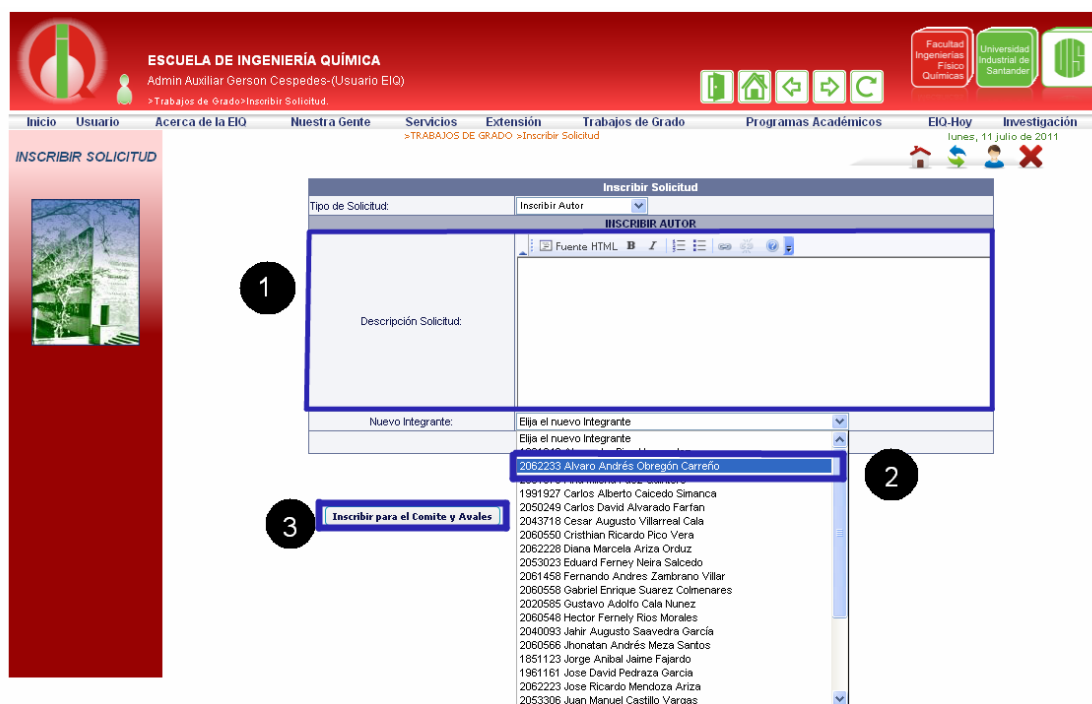 ESCUELA DE INGENIERÍA QUÍMICA
Admin Auxiliar Gerson Cespedes-(Usuario EIQ)
>Trabajos de Grado>Inscribir Solicitud.
Facultad
Ingenierías
Físico
Químicas
Universidad
Industrial de
Santander
Inicio Usuario Acerca de la EIQ Nuestra Gente Servicios Extensión Trabajos de Grado Programas Académicos EIQ-Hoy Investigación
>TRABAJOS DE GRADO >Inscribir Solicitud
lunes, 11 julio de 2011
INSCRIBIR SOLICITUD
Inscribir Solicitud
Tipo de Solicitud: Inscribir Autor
INSCRIBIR AUTOR
Fuente HTML B I
1
Descripción Solicitud:
Nuevo Integrante: Elija el nuevo Integrante
Elija el nuevo Integrante
2062233 Alvaro Andrés Obregón Carreño
2
1991927 Carlos Alberto Caicedo Simanca
2050249 Carlos David Alvarado Farfan
3
Inscribir para el Comite y Avales
2043718 Cesar Augusto Villarreal Cala
2060550 Cristhian Ricardo Pico Vera
2062228 Diana Marcela Ariza Orduz
2053023 Eduard Ferney Neira Salcedo
2061458 Fernando Andres Zambrano Villar
2060558 Gabriel Enrique Suarez Colmenares
2020585 Gustavo Adolfo Cala Nunez
2060548 Hector Fernely Rios Morales
2040093 Jahir Augusto Saavedra García
2060566 Jhonatan Andrés Meza Santos
1851123 Jorge Anibal Jaime Fajardo
1961161 Jose David Pedraza Garcia
2062223 Jose Ricardo Mendoza Ariza
2053306 Juan Manuel Castillo Vargas